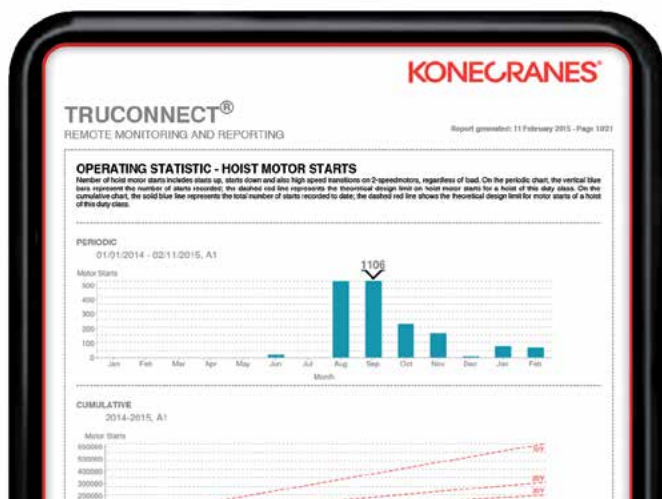 KONECRANES®
TRUCONNECT®
REMOTE MONITORING AND REPORTING
Report generated: 11 February 2015 - Page 18/21
OPERATING STATISTIC - HOIST MOTOR STARTS
Number of hoist motor starts includes starts up, starts down and also high speed transitions on 2-speedmotors, regardless of load. On the periodic chart, the vertical blue
bars represent the number of starts recorded; the dashed red line represents the theoretical design limit on hoist motor starts for a hoist of this duty class. On the
cumulative chart, the solid blue line represents the total number of starts recorded to date; the dashed red line shows the theoretical design limit for motor starts of a hoist
of this duty class.
PERIODIC
01/01/2014 - 02/11/2015, A1
Motor Starts
1106
500
400
300
200
100
0
Jan Feb Mar Apr May Jun Jul Aug Sep Oct Nov Dec Jan Feb
Month
CUMULATIVE
2014-2015, A1
Motor Starts
500000
400000
300000
200000